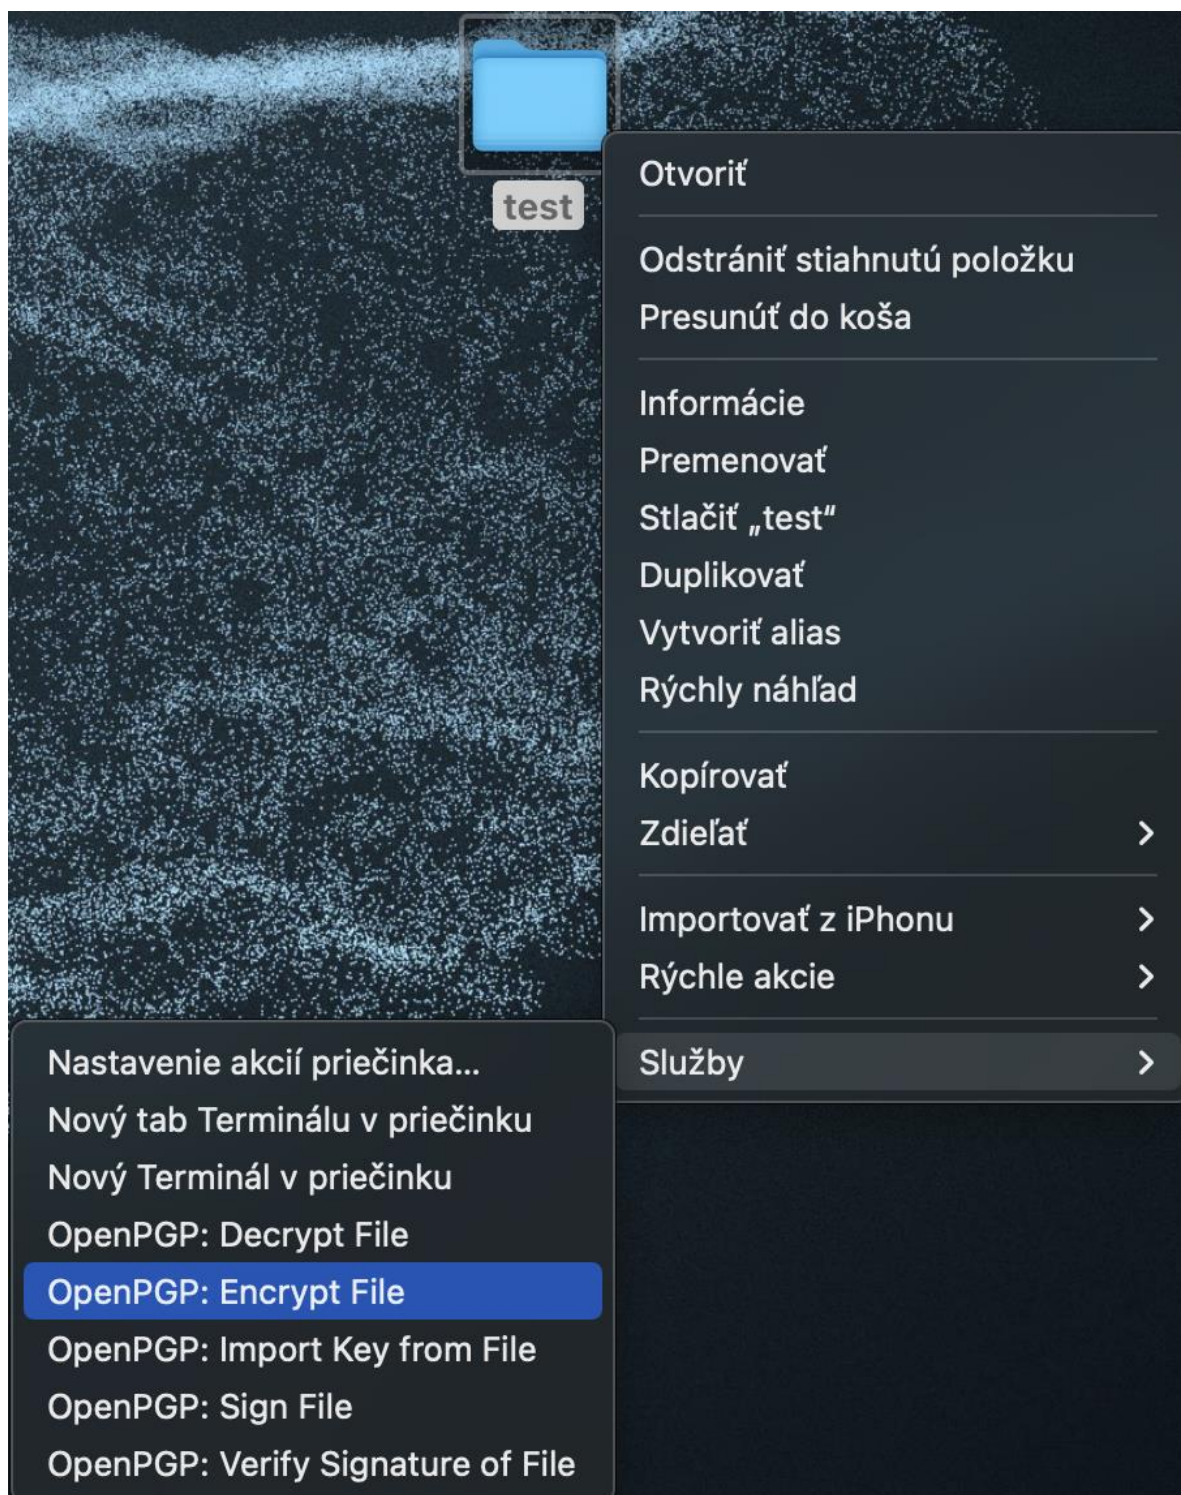 test
Otvoriť
Odstrániť stiahnutú položku
Presunúť do koša
Informácie
Premenovať
Stlačiť „test“
Duplikovať
Vytvoriť alias
Rýchly náhľad
Kopírovať
Zdieľať
Importovať z iPhonu
Rýchle akcie
Služby
Nastavenie akcií priečinka...
Nový tab Terminálu v priečinku
Nový Terminál v priečinku
OpenPGP: Decrypt File
OpenPGP: Encrypt File
OpenPGP: Import Key from File
OpenPGP: Sign File
OpenPGP: Verify Signature of File